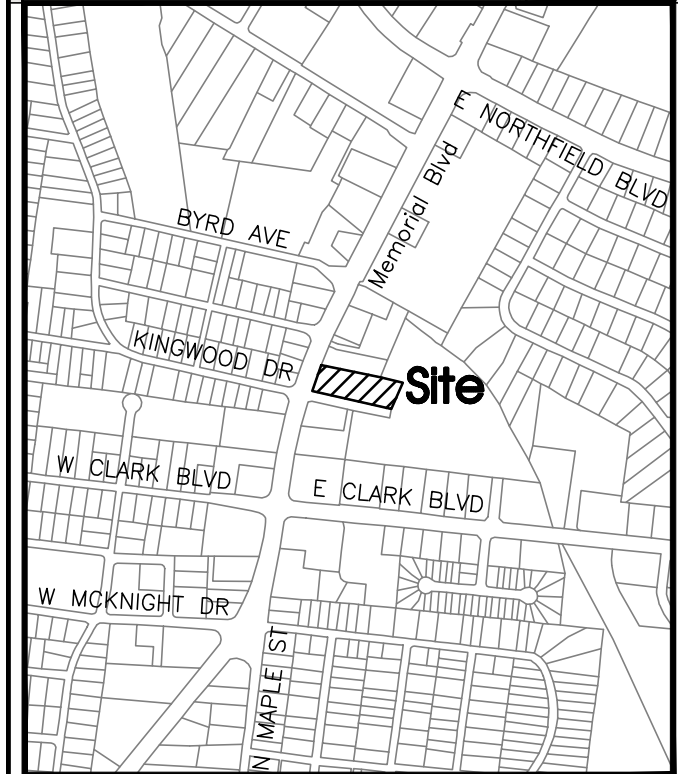 E NORTHFIELD BLVD
Memorial Blvd
BYRD AVE
KINGWOOD DR
Site
W CLARK BLVD
E CLARK BLVD
W MCKNIGHT DR
N MAPLE ST